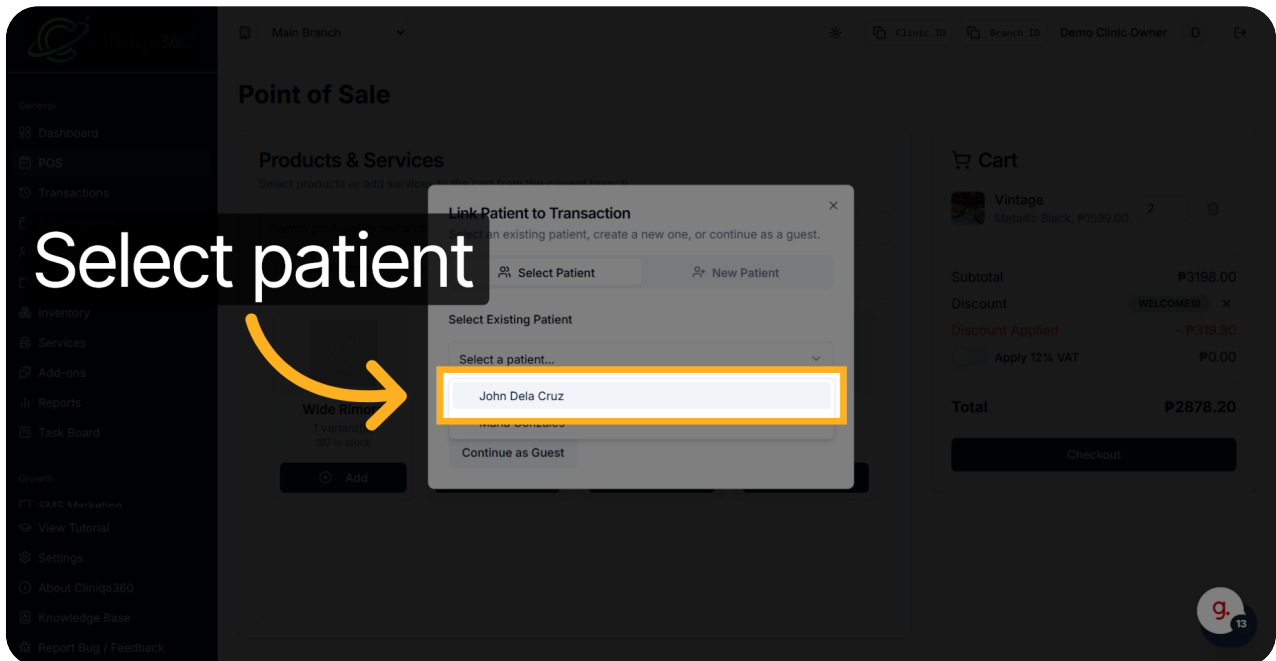 Cliniqa360
Main Branch
Clinic ID
Branch ID
Demo Clinic Owner
D
General
Dashboard
POS
Transactions
Inventory
Services
Add-ons
Reports
Task Board
Growth
SMS Marketing
View Tutorial
Settings
About Cliniqa360
Knowledge Base
Report Bug / Feedback
Point of Sale
Products & Services
Select products or add services to the cart from the current branch
Select patient
Link Patient to Transaction
an existing patient, create a new one, or continue as a guest.
Select Patient
New Patient
Select Existing Patient
Select a patient...
John Dela Cruz
Maria Gonzales
Continue as Guest
Wide Rimo
1 variant
197 in stock
Add
Cart
Vintage
Metallic Black, ₱1599.00
2
Subtotal
₱3198.00
Discount
WELCOME10
Discount Applied
- ₱319.80
Apply 12% VAT
₱0.00
Total
₱2878.20
Checkout
g.
13